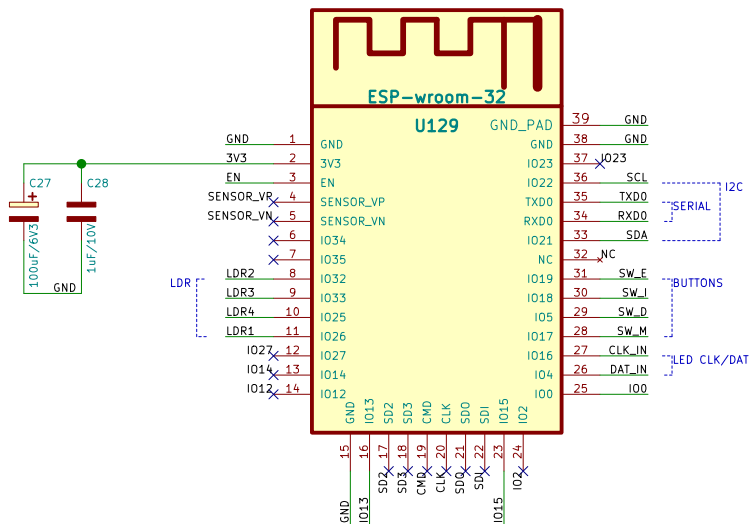 ESP-wroom-32
U129
GND_PAD 39 GND
GND 1 GND
GND 38 GND
3V3 2 3V3
IO23 37 IO23
EN 3 EN
IO22 36 SCL
SENSOR_VP 4 SENSOR_VP
TXD0 35 TXD0
SENSOR_VN 5 SENSOR_VN
RXD0 34 RXD0
6 IO34
IO21 33 SDA
7 IO35
NC 32 NC
LDR2 8 IO32
IO19 31 SW_E
LDR3 9 IO33
IO18 30 SW_I
LDR4 10 IO25
IO5 29 SW_D
LDR1 11 IO26
IO17 28 SW_M
IO27 12 IO27
IO16 27 CLK_IN
IO14 13 IO14
IO4 26 DAT_IN
IO12 14 IO12
IO0 25 IO0
I2C
SERIAL
BUTTONS
LED CLK/DAT
LDR
C27
+
100uF/6V3
C28
1uF/10V
GND
GND 15 GND
IO13 16 IO13
SD2 17 SD2
SD3 18 SD3
CMD 19 CMD
CLK 20 CLK
SD0 21 SD0
SDI 22 SDI
IO15 23 IO15
IO2 24 IO2